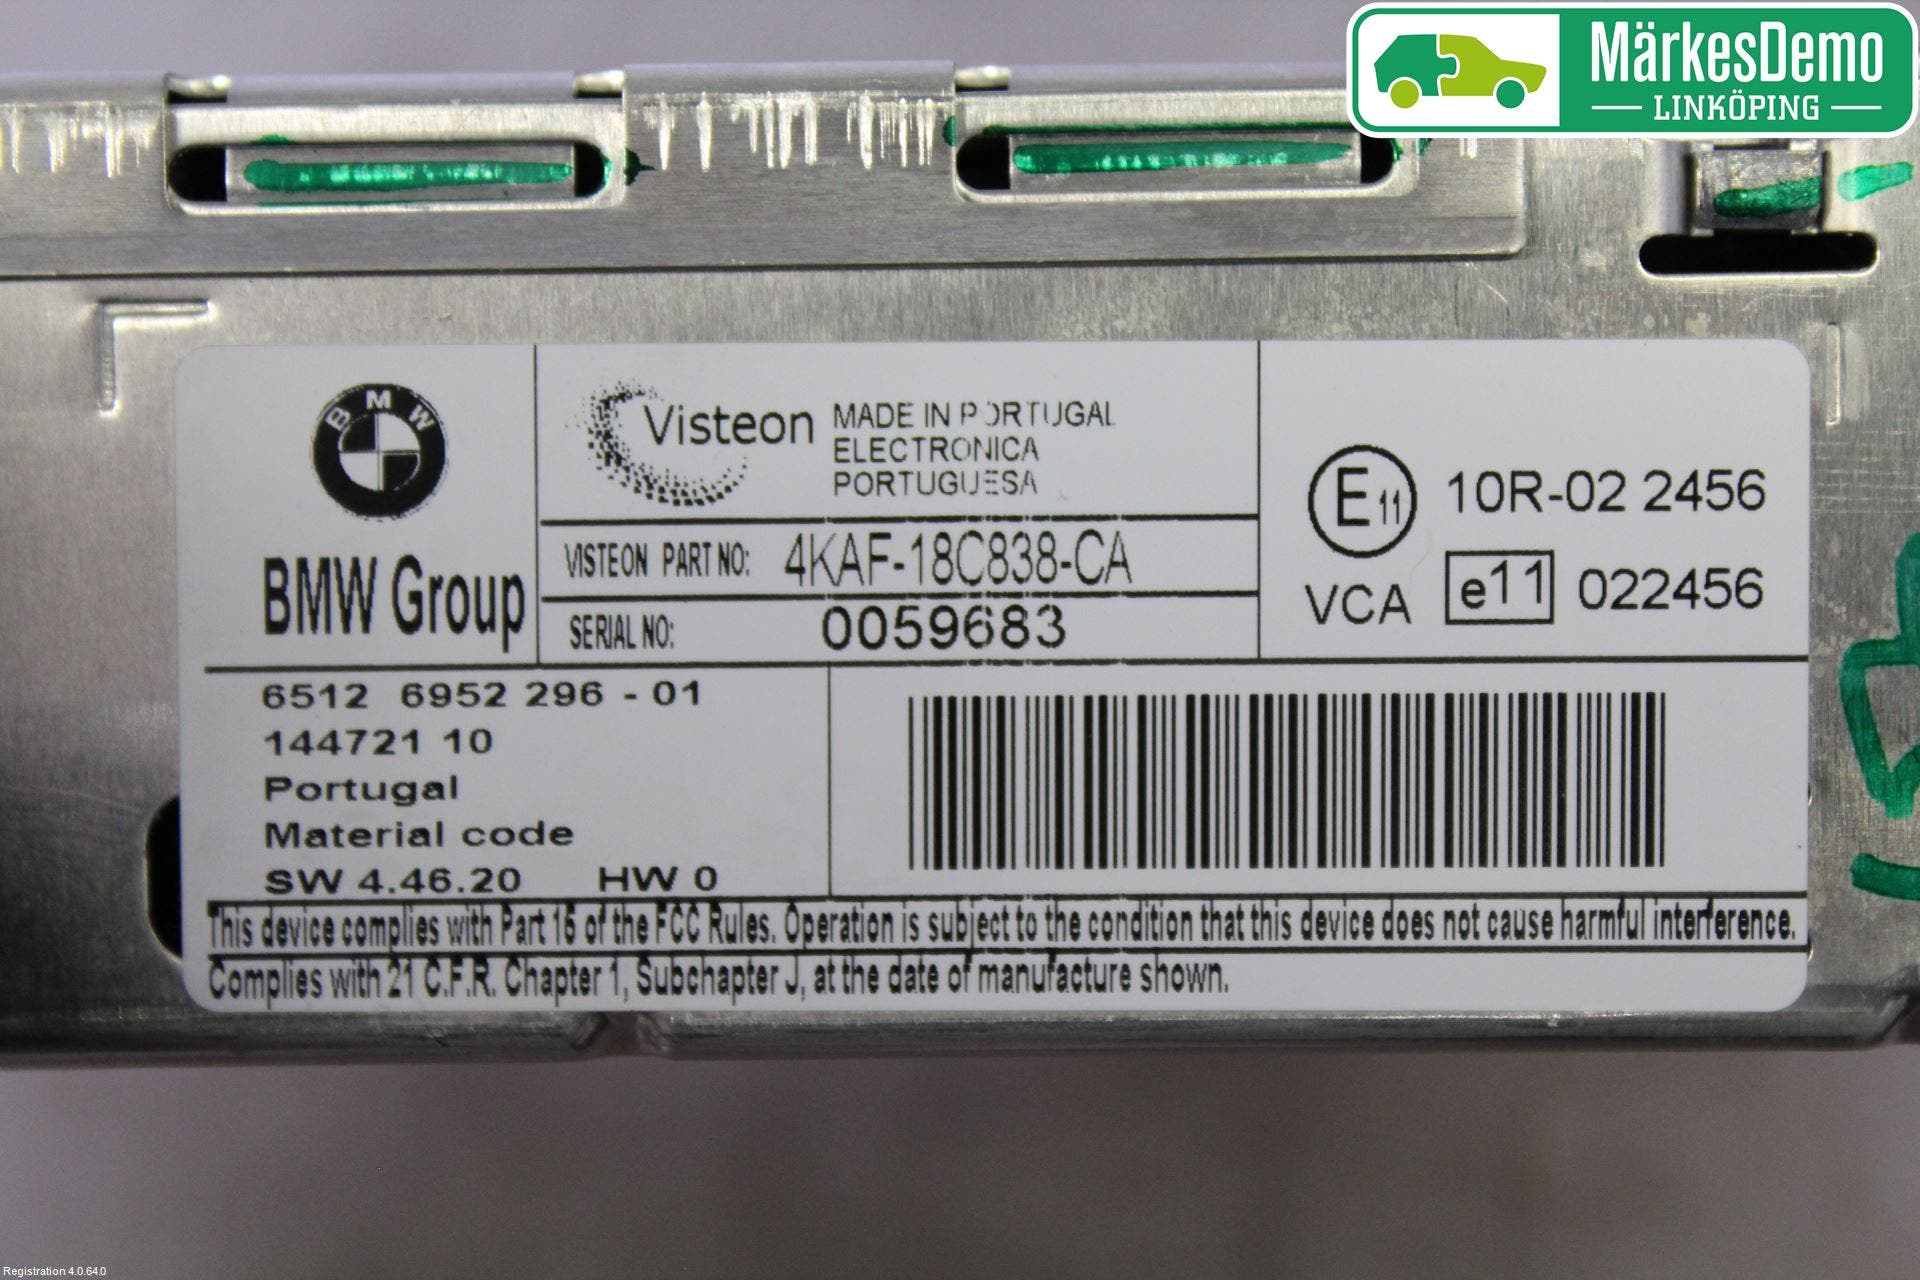 MärkesDemo
LINKÖPING
BMW
BMW Group
Visteon
MADE IN PORTUGAL
ELECTRONICA
PORTUGUESA
VISTEON PART NO: 4KAF-18C838-CA
SERIAL NO: 0059683
E11 10R-02 2456
VCA e11 022456
6512 6952 296 - 01
144721 10
Portugal
Material code
SW 4.46.20 HW 0
This device complies with Part 15 of the FCC Rules. Operation is subject to the condition that this device does not cause harmful interference.
Complies with 21 C.F.R. Chapter 1, Subchapter J, at the date of manufacture shown.
Registration 4.0.64.0